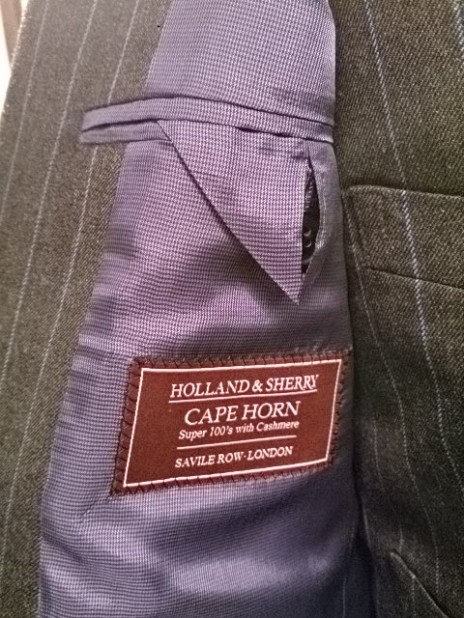 HOLLAND & SHERRY
CAPE HORN
Super 100's with Cashmere
SAVILE ROW·LONDON